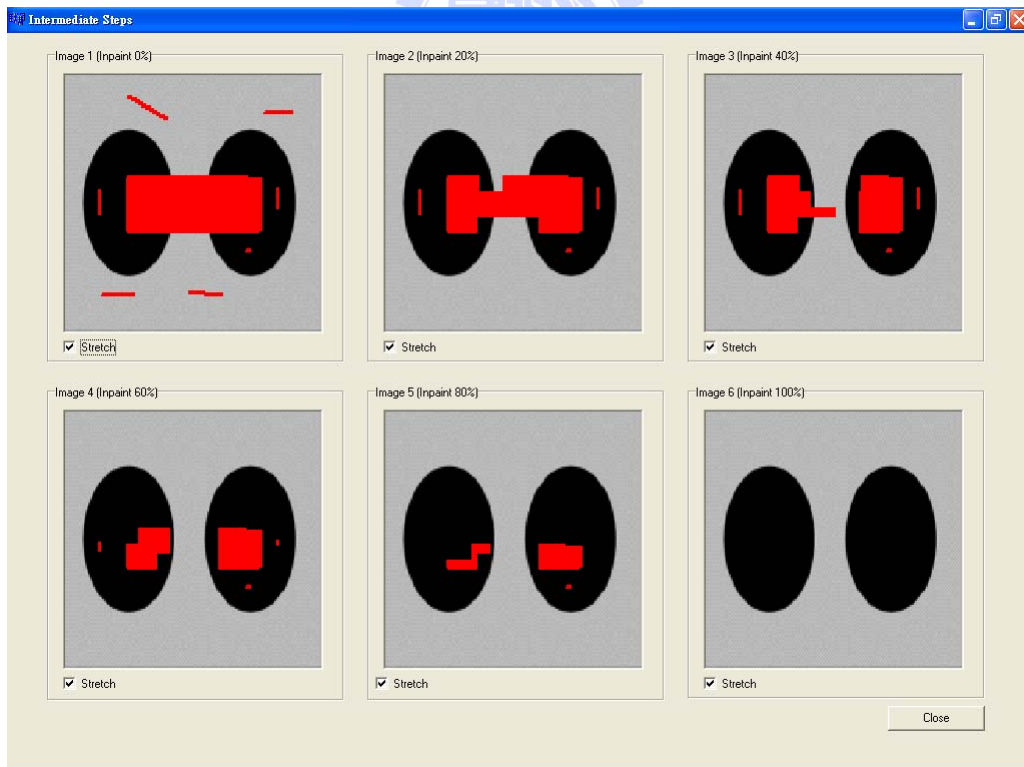 Intermediate Steps
Image 1 (Inpaint 0%)
Image 2 (Inpaint 20%)
Image 3 (Inpaint 40%)
Stretch
Stretch
Stretch
Image 4 (Inpaint 60%)
Image 5 (Inpaint 80%)
Image 6 (Inpaint 100%)
Stretch
Stretch
Stretch
Close